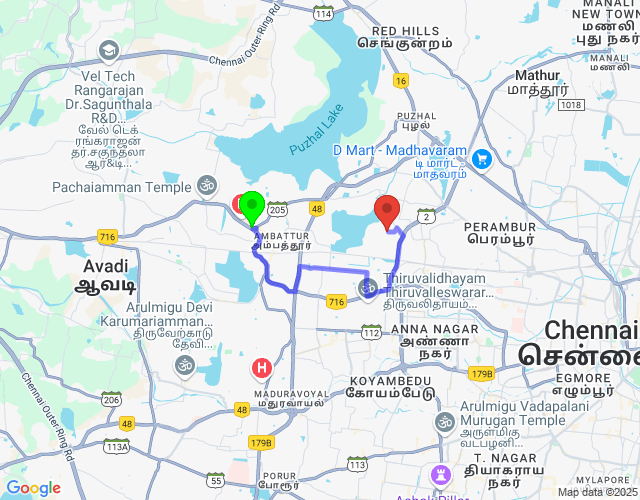 114
RED HILLS
செங்குன்றம்
MANALI
NEW TOWN
மணலி
புது நகர்
Chennai Outer Ring Rd
Vel Tech
Rangarajan
Dr.Sagunthala
R&D...
வேல் டெக்
ரங்கராஜன்
தர்.சகுந்தலா
ஆர&டி...
MANALI
மணலி
Mathur
மாத்தூர்
16
1018
Puzhal Lake
PUZHAL
புழல்
D Mart - Madhavaram
டி மார்ட் -
மாதவரம்
Pachaiamman Temple
H
205
48
2
716
AMBATTUR
அம்பத்தூர்
PERAMBUR
பெரம்பூர்
Avadi
ஆவடி
Thiruvalidhayam
Thiruvalleeswarar...
திருவலிதாயம்...
Arulmigu Devi
Karumariamman...
திருவேற்காடு
தேவி...
716
112
ANNA NAGAR
அண்ணா
நகர்
Chennai
சென்னை
H
206
KOYAMBEDU
கோயம்பேடு
179B
EGMORE
எழும்பூர்
MADURAVOYAL
மதுரவாயல்
48
48
Arulmigu Vadapalani
Murugan Temple
அருள்மிகு
வடபழனி...
113A
Chennai Outer Ring Rd
179B
T. NAGAR
தியாகராய
நகர்
55
PORUR
போரூர்
113
MYLAPORE
Google
Map data ©2025